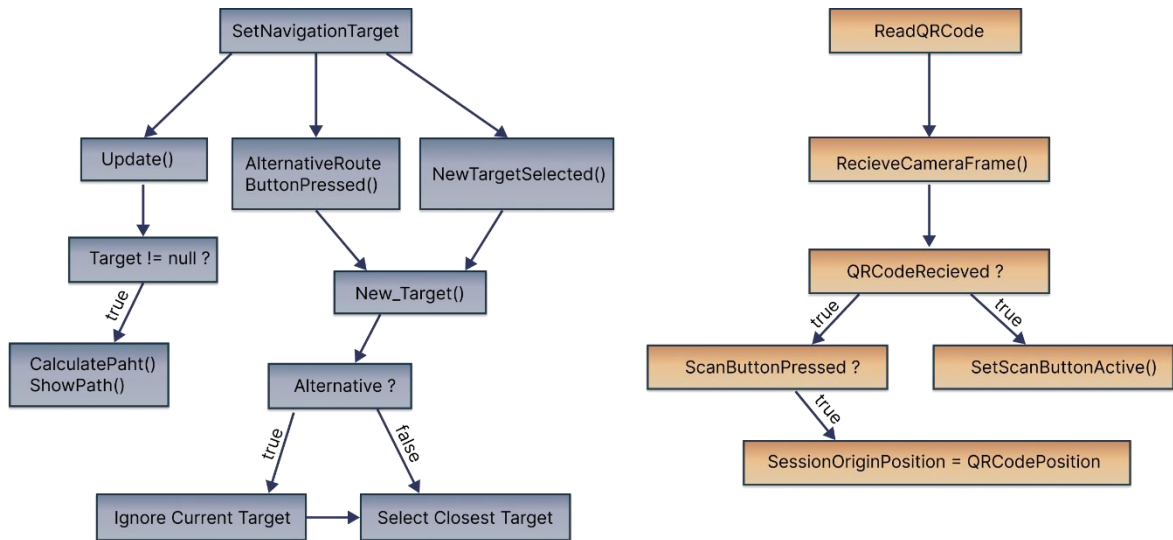 SetNavigationTarget
Update()
AlternativeRoute
ButtonPressed()
NewTargetSelected()
Target != null ?
New_Target()
true
CalculatePaht()
ShowPath()
Alternative ?
true
false
Ignore Current Target
Select Closest Target
ReadQRCode
RecieveCameraFrame()
QRCodeRecieved ?
true
true
ScanButtonPressed ?
SetScanButtonActive()
true
SessionOriginPosition = QRCodePosition